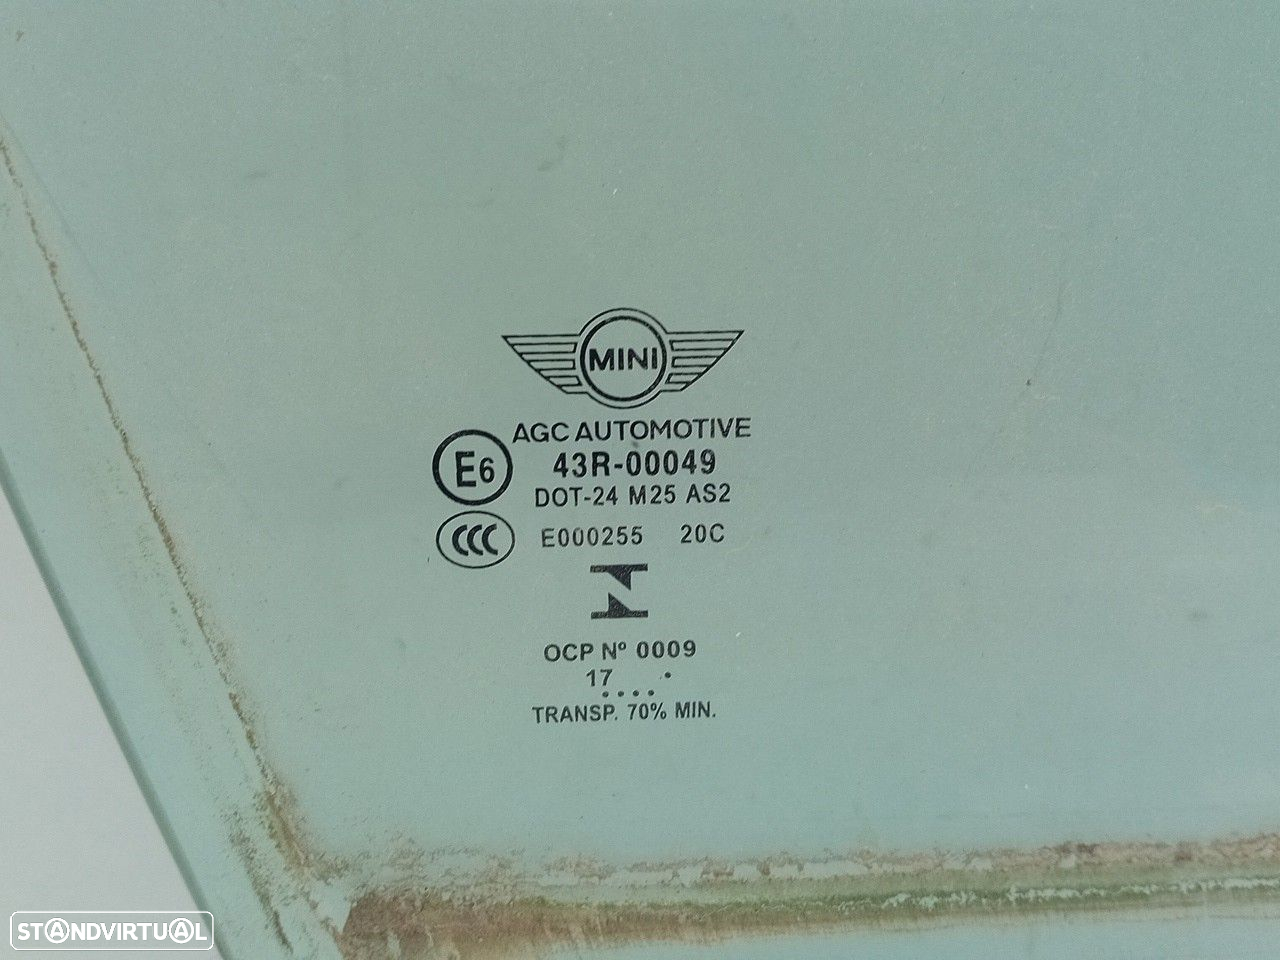 MINI
AGC AUTOMOTIVE
E6
43R-00049
DOT-24 M25 AS2
CCC
E000255 20C
OCP Nº 0009
17
.... .
TRANSP. 70% MIN.
STANDVIRTUAL